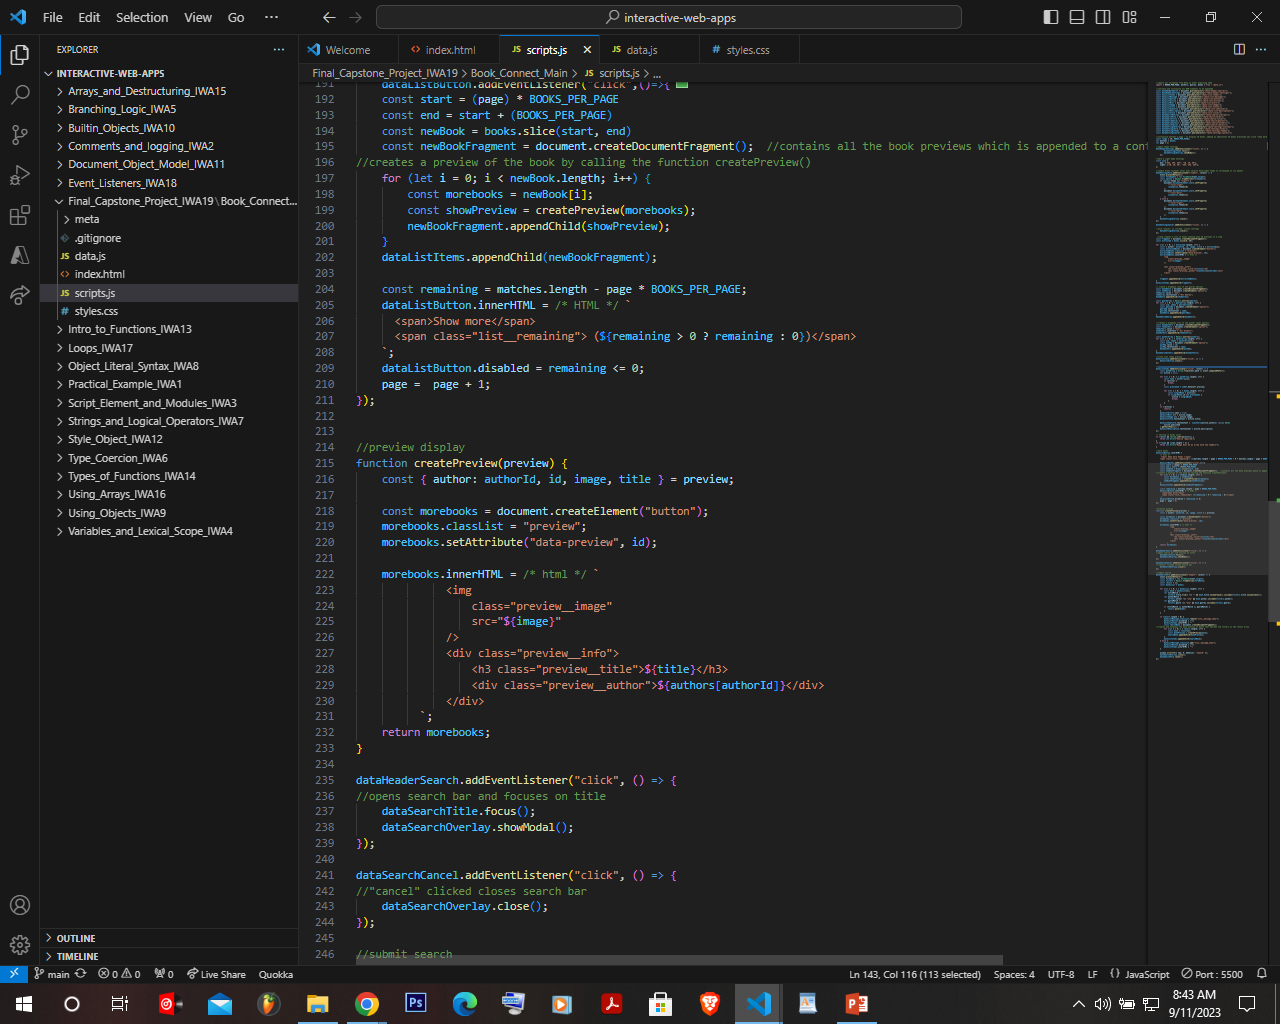 File Edit Selection View Go ···
interactive-web-apps
EXPLORER ···
Welcome
index.html
JS scripts.js
JS data.js
# styles.css
Final_Capstone_Project_IWA19 > Book_Connect_Main > JS scripts.js > ...
INTERACTIVE-WEB-APPS
Arrays_and_Destructuring_IWA15
Branching_Logic_IWA5
Builtin_Objects_IWA10
Comments_and_logging_IWA2
Document_Object_Model_IWA11
Event_Listeners_IWA18
Final_Capstone_Project_IWA19\Book_Connect...
meta
.gitignore
JS data.js
<> index.html
JS scripts.js
# styles.css
Intro_to_Functions_IWA13
Loops_IWA17
Object_Literal_Syntax_IWA8
Practical_Example_IWA1
Script_Element_and_Modules_IWA3
Strings_and_Logical_Operators_IWA7
Style_Object_IWA12
Type_Coercion_IWA6
Types_of_Functions_IWA14
Using_Arrays_IWA16
Using_Objects_IWA9
Variables_and_Lexical_Scope_IWA4
OUTLINE
TIMELINE
191 dataListButton.addEventListener("click",()=>{
192 const start = (page) * BOOKS_PER_PAGE
193 const end = start + (BOOKS_PER_PAGE)
194 const newBook = books.slice(start, end)
195 const newBookFragment = document.createDocumentFragment(); //contains all the book previews which is appended to a cont
196 //creates a preview of the book by calling the function createPreview()
197 for (let i = 0; i < newBook.length; i++) {
198 const morebooks = newBook[i];
199 const showPreview = createPreview(morebooks);
200 newBookFragment.appendChild(showPreview);
201 }
202 dataListItems.appendChild(newBookFragment);
203
204 const remaining = matches.length - page * BOOKS_PER_PAGE;
205 dataListButton.innerHTML = /* HTML */ `
206 <span>Show more</span>
207 <span class="list__remaining"> (${remaining > 0 ? remaining : 0})</span>
208 `;
209 dataListButton.disabled = remaining <= 0;
210 page =  page + 1;
211 });
212
213
214 //preview display
215 function createPreview(preview) {
216 const { author: authorId, id, image, title } = preview;
217
218 const morebooks = document.createElement("button");
219 morebooks.classList = "preview";
220 morebooks.setAttribute("data-preview", id);
221
222 morebooks.innerHTML = /* html */ `
223 <img
224 class="preview__image"
225 src="${image}"
226 />
227 <div class="preview__info">
228 <h3 class="preview__title">${title}</h3>
229 <div class="preview__author">${authors[authorId]}</div>
230 </div>
231 `;
232 return morebooks;
233 }
234
235 dataHeaderSearch.addEventListener("click", () => {
236 //opens search bar and focuses on title
237 dataSearchTitle.focus();
238 dataSearchOverlay.showModal();
239 });
240
241 dataSearchCancel.addEventListener("click", () => {
242 //"cancel" clicked closes search bar
243 dataSearchOverlay.close();
244 });
245
246 //submit search
main 0 0 0 Live Share Quokka
Ln 143, Col 116 (113 selected) Spaces: 4 UTF-8 LF {} JavaScript Port : 5500
Ps
8:43 AM
9/11/2023